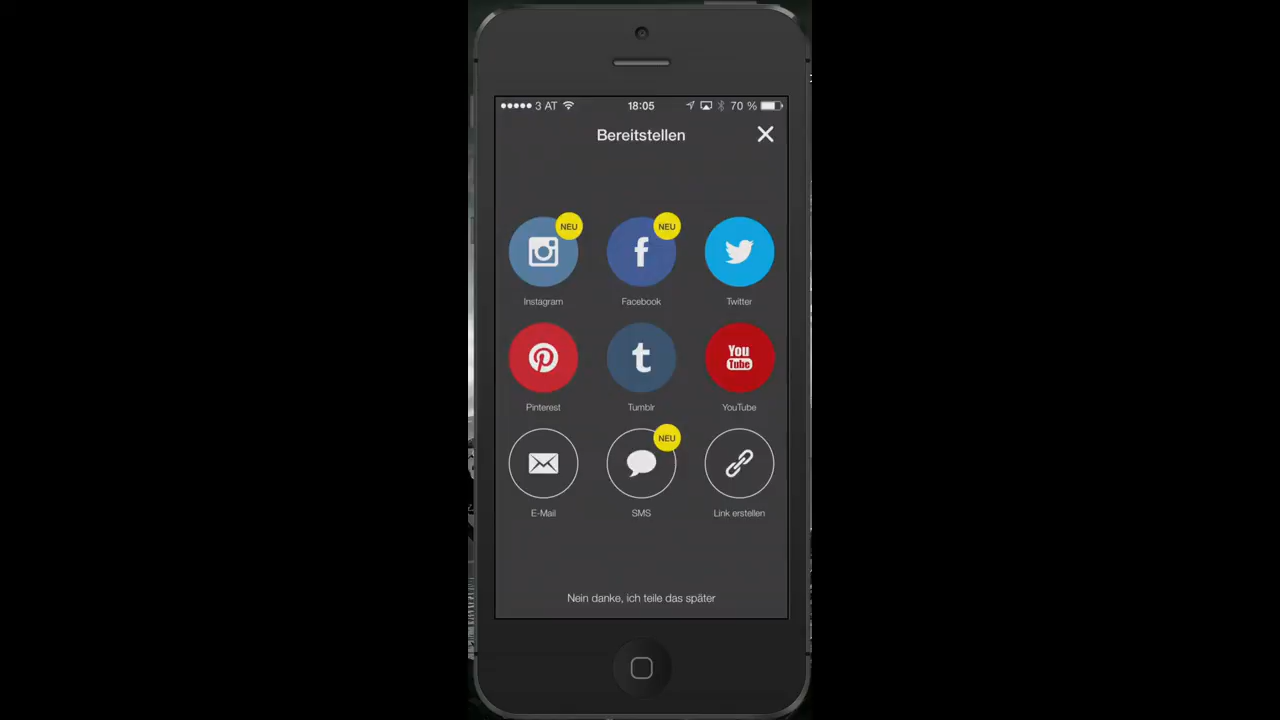 3 AT 18:05 70 %
Bereitstellen
NEU NEU
Instagram Facebook Twitter
You
Tube
Pinterest Tumblr YouTube
NEU
E-Mail SMS Link erstellen
Nein danke, ich teile das später